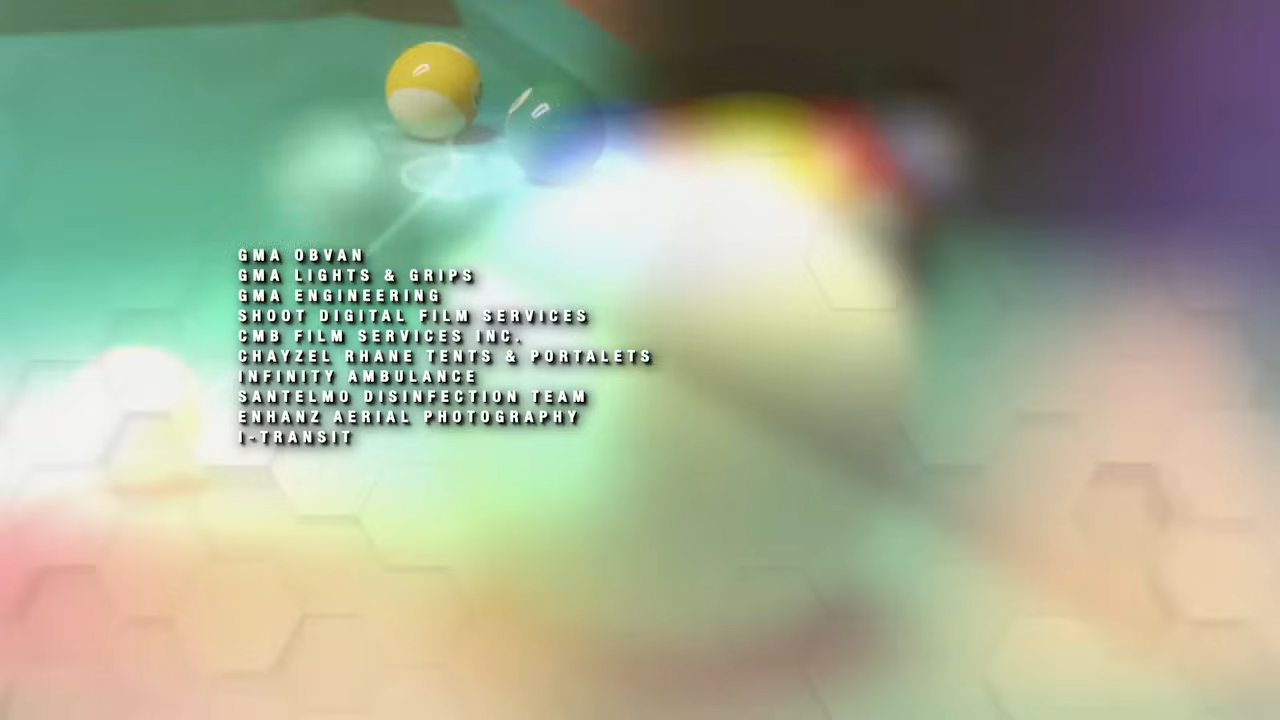 GMA OBVAN
GMA LIGHTS & GRIPS
GMA ENGINEERING
SHOOT DIGITAL FILM SERVICES
CMB FILM SERVICES INC.
CHAYZEL RHANE TENTS & PORTALETS
INFINITY AMBULANCE
SANTELMO DISINFECTION TEAM
ENHANZ AERIAL PHOTOGRAPHY
I-TRANSIT